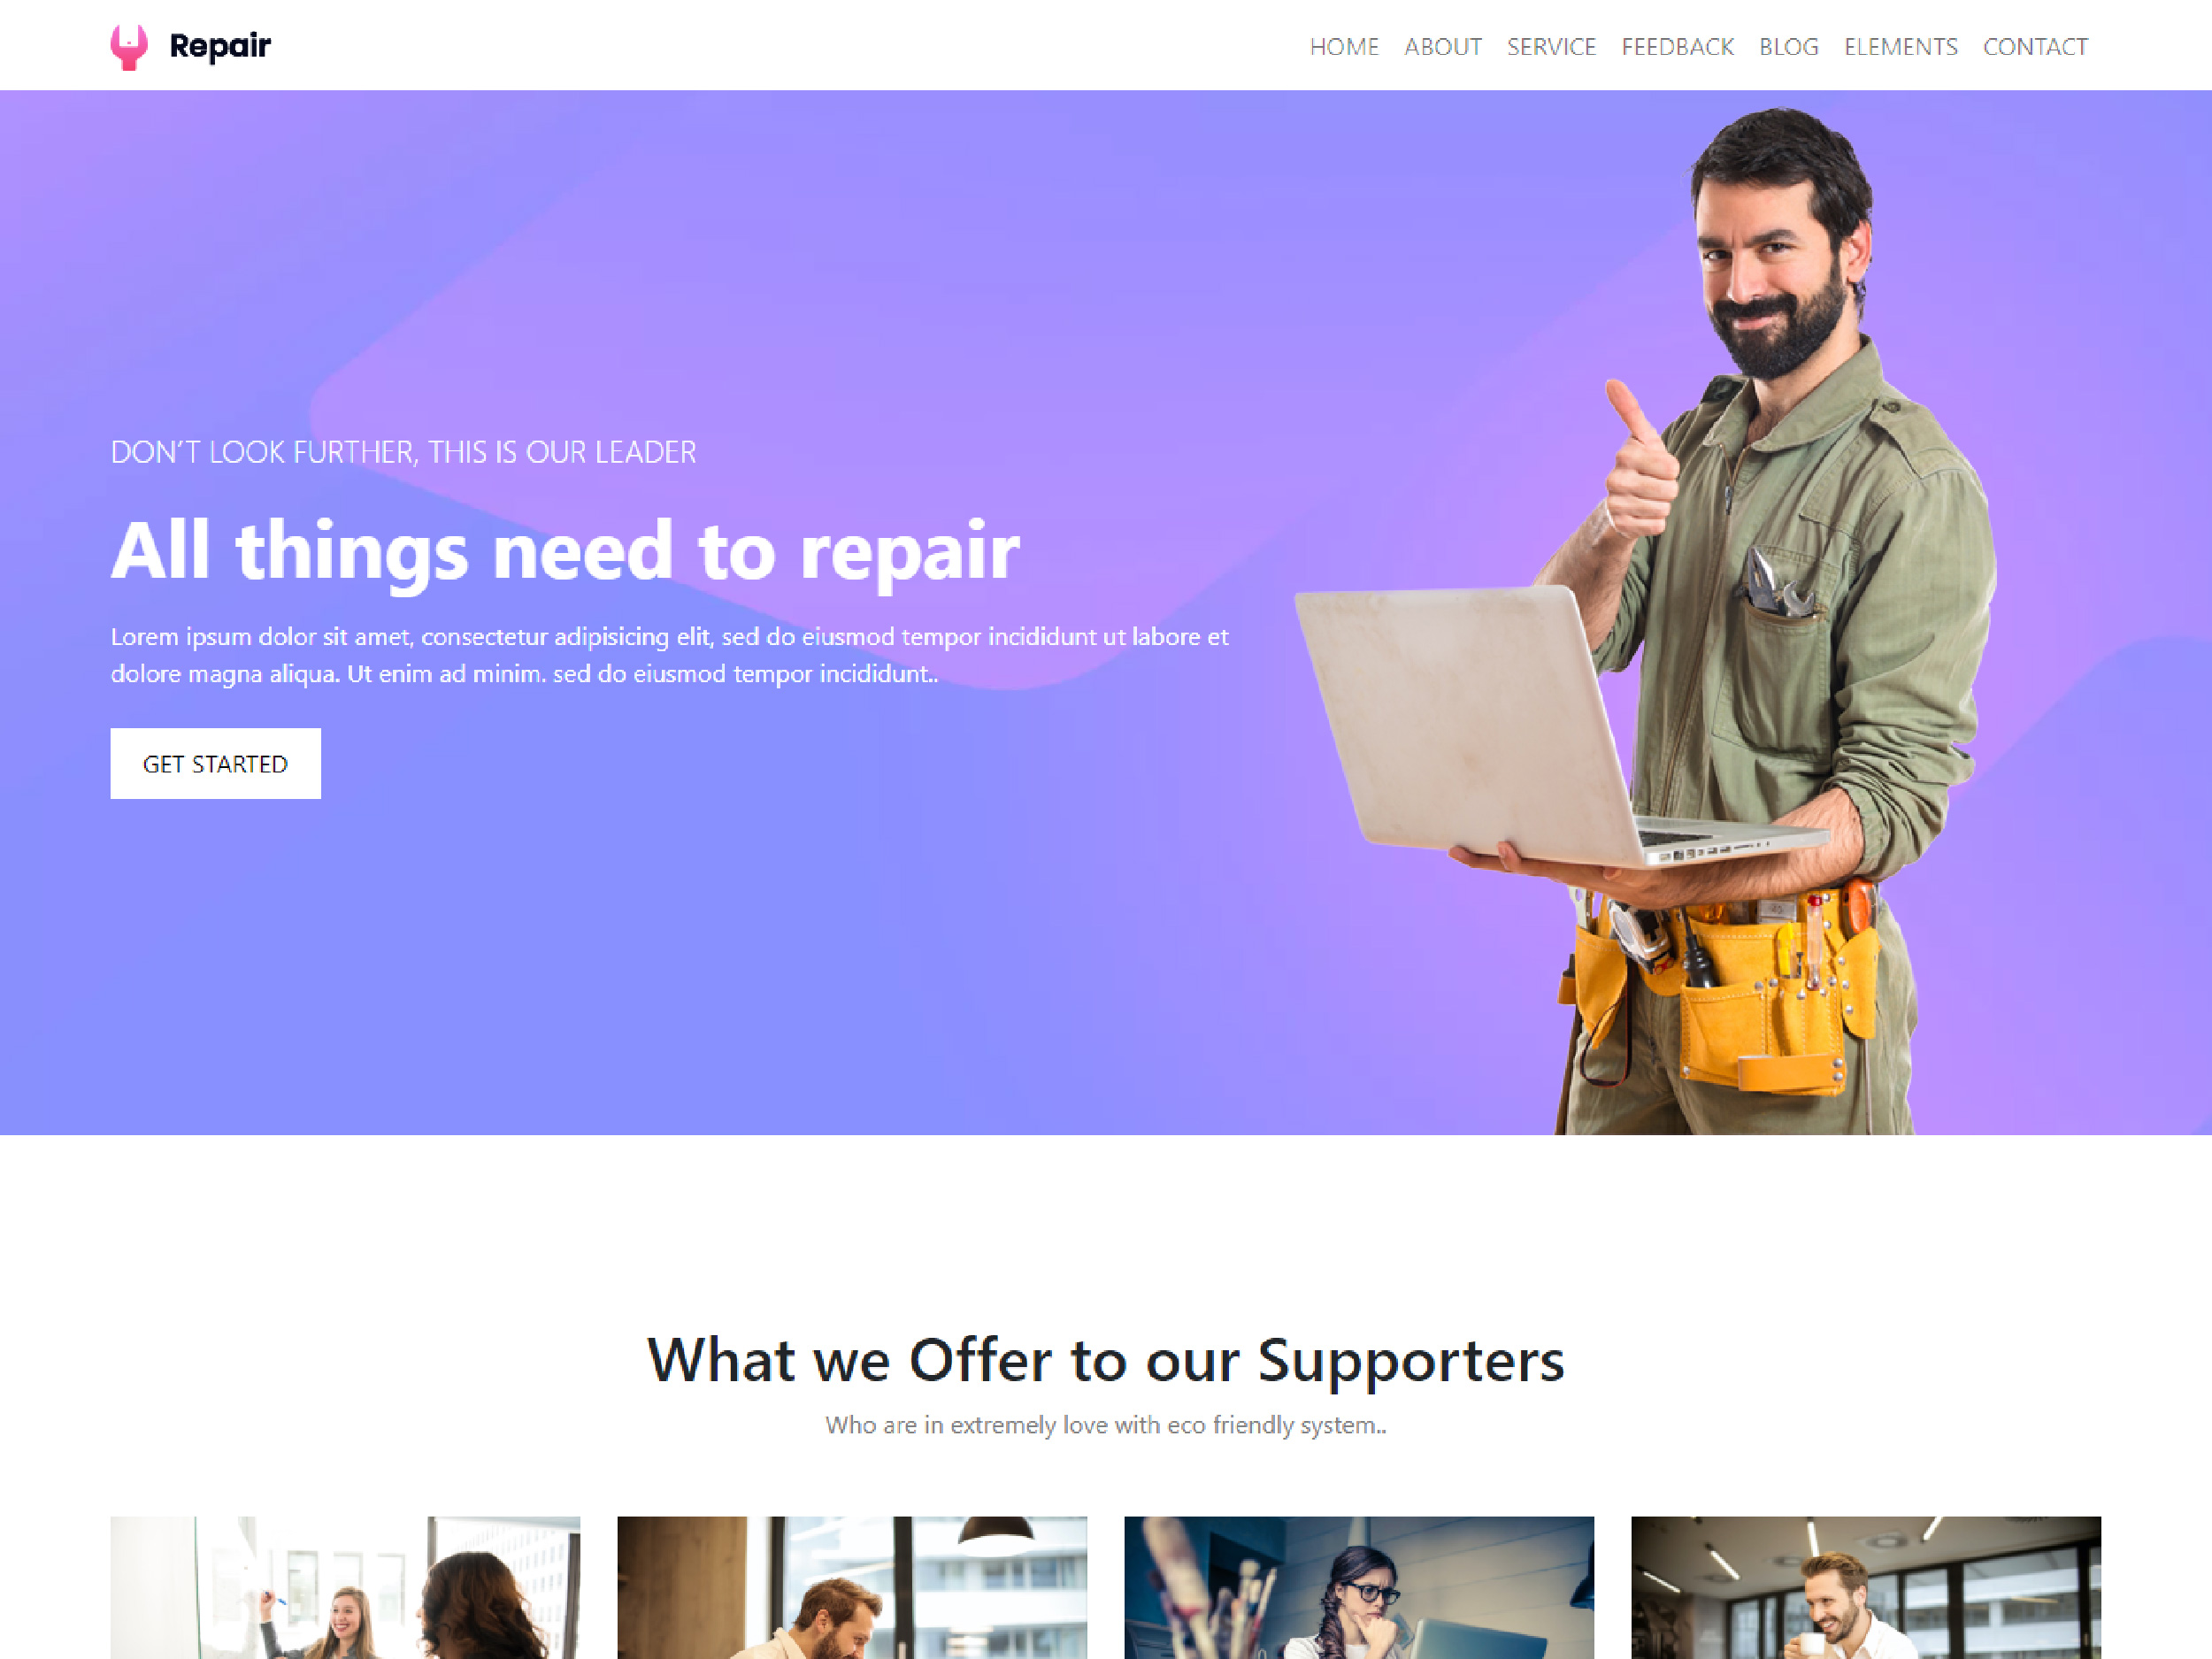 Repair
HOME ABOUT SERVICE FEEDBACK BLOG ELEMENTS CONTACT
DON’T LOOK FURTHER, THIS IS OUR LEADER
All things need to repair
Lorem ipsum dolor sit amet, consectetur adipisicing elit, sed do eiusmod tempor incididunt ut labore et
dolore magna aliqua. Ut enim ad minim. sed do eiusmod tempor incididunt..
GET STARTED
What we Offer to our Supporters
Who are in extremely love with eco friendly system..